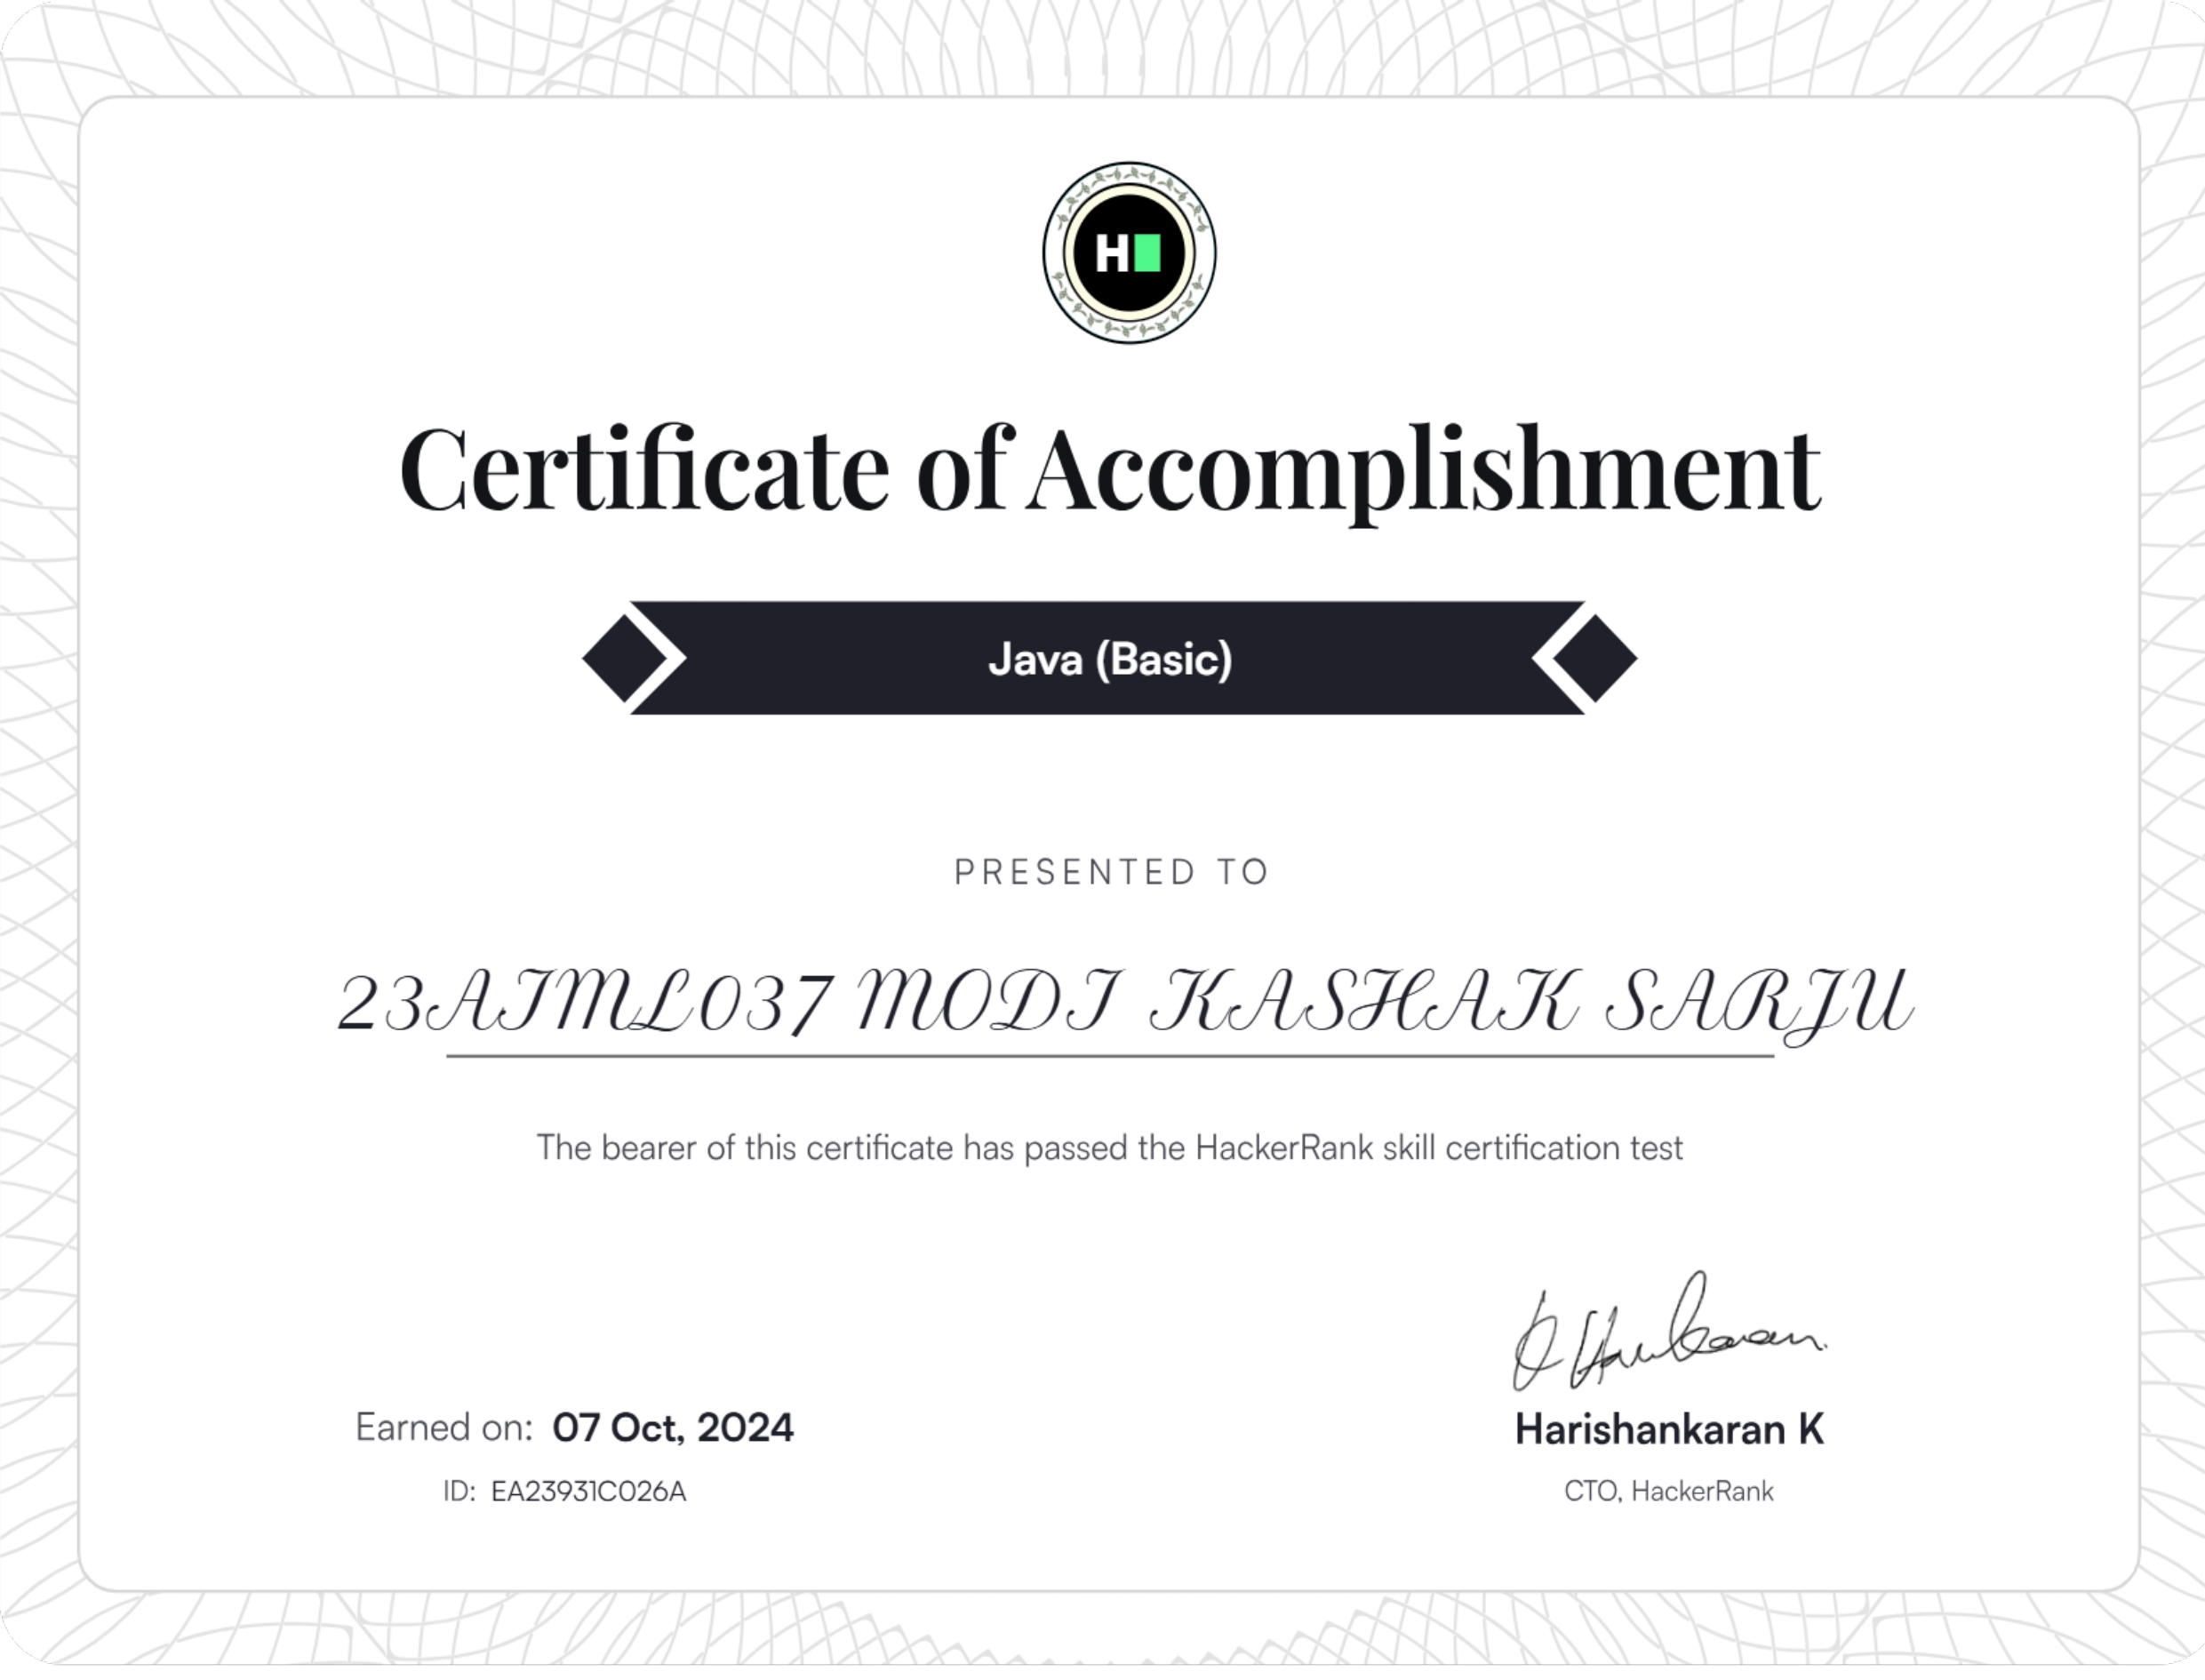 H
Certificate of Accomplishment
Java (Basic)
PRESENTED TO
23AIML037 MODI KASHAK SARJU
The bearer of this certificate has passed the HackerRank skill certification test
Earned on: 07 Oct, 2024
ID: EA23931C026A
Harishankaran K
CTO, HackerRank